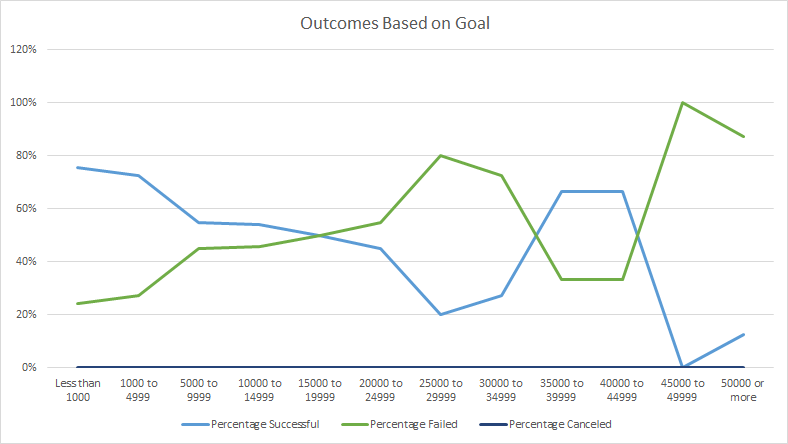 Outcomes Based on Goal
120%
100%
80%
60%
40%
20%
0%
Less than 1000 to 5000 to 10000 to 15000 to 20000 to 25000 to 30000 to 35000 to 40000 to 45000 to 50000 or
1000 4999 9999 14999 19999 24999 29999 34999 39999 44999 49999 more
Percentage Successful Percentage Failed Percentage Canceled